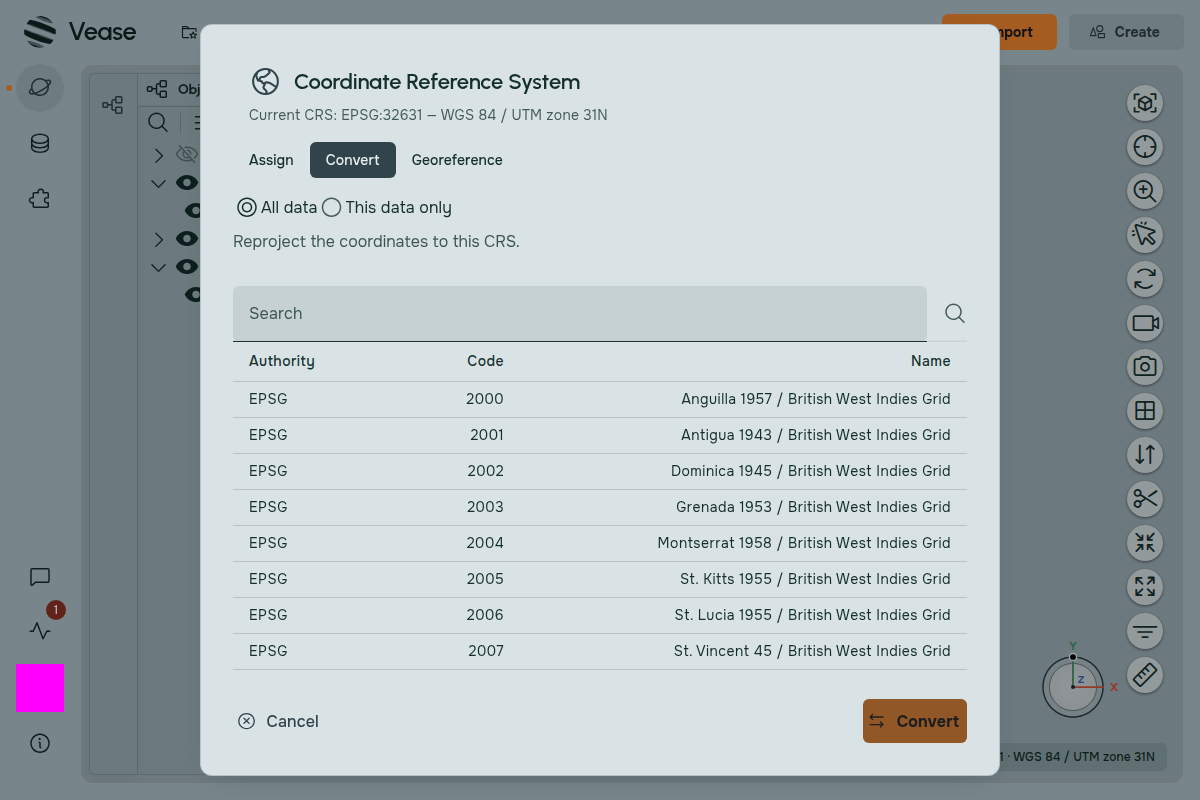 Vease
port
Create
Obj
Coordinate Reference System
Current CRS: EPSG:32631 — WGS 84 / UTM zone 31N
Assign Convert Georeference
All data This data only
Reproject the coordinates to this CRS.
Search
Authority Code Name
EPSG 2000 Anguilla 1957 / British West Indies Grid
EPSG 2001 Antigua 1943 / British West Indies Grid
EPSG 2002 Dominica 1945 / British West Indies Grid
EPSG 2003 Grenada 1953 / British West Indies Grid
EPSG 2004 Montserrat 1958 / British West Indies Grid
EPSG 2005 St. Kitts 1955 / British West Indies Grid
EPSG 2006 St. Lucia 1955 / British West Indies Grid
EPSG 2007 St. Vincent 45 / British West Indies Grid
1
Y
Z
X
Cancel Convert
1 · WGS 84 / UTM zone 31N